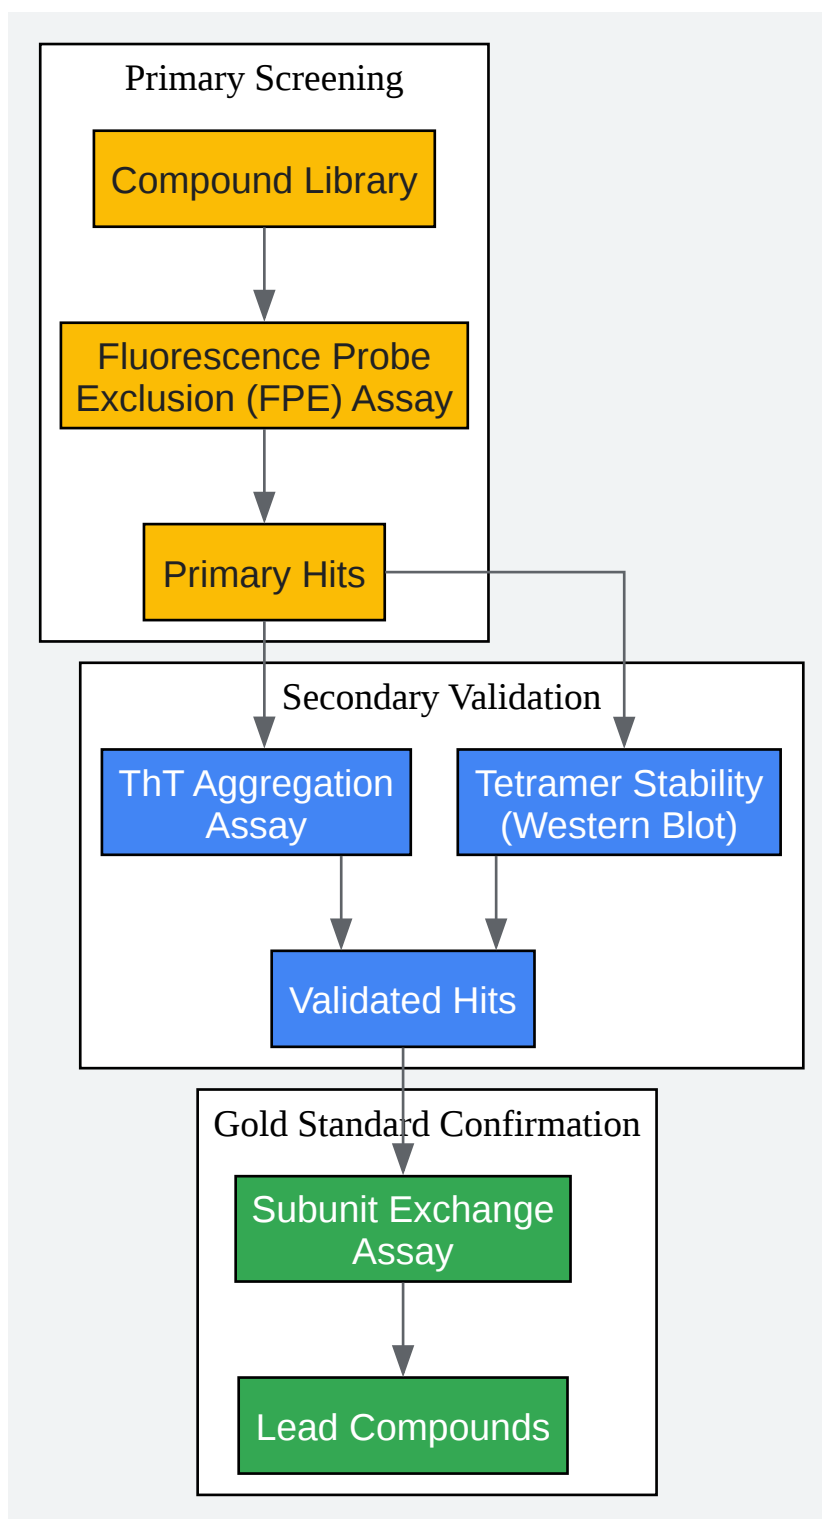 Primary Screening
Compound Library
Fluorescence Probe
Exclusion (FPE) Assay
Primary Hits
Secondary Validation
ThT Aggregation
Assay
Tetramer Stability
(Western Blot)
Validated Hits
Gold Standard Confirmation
Subunit Exchange
Assay
Lead Compounds